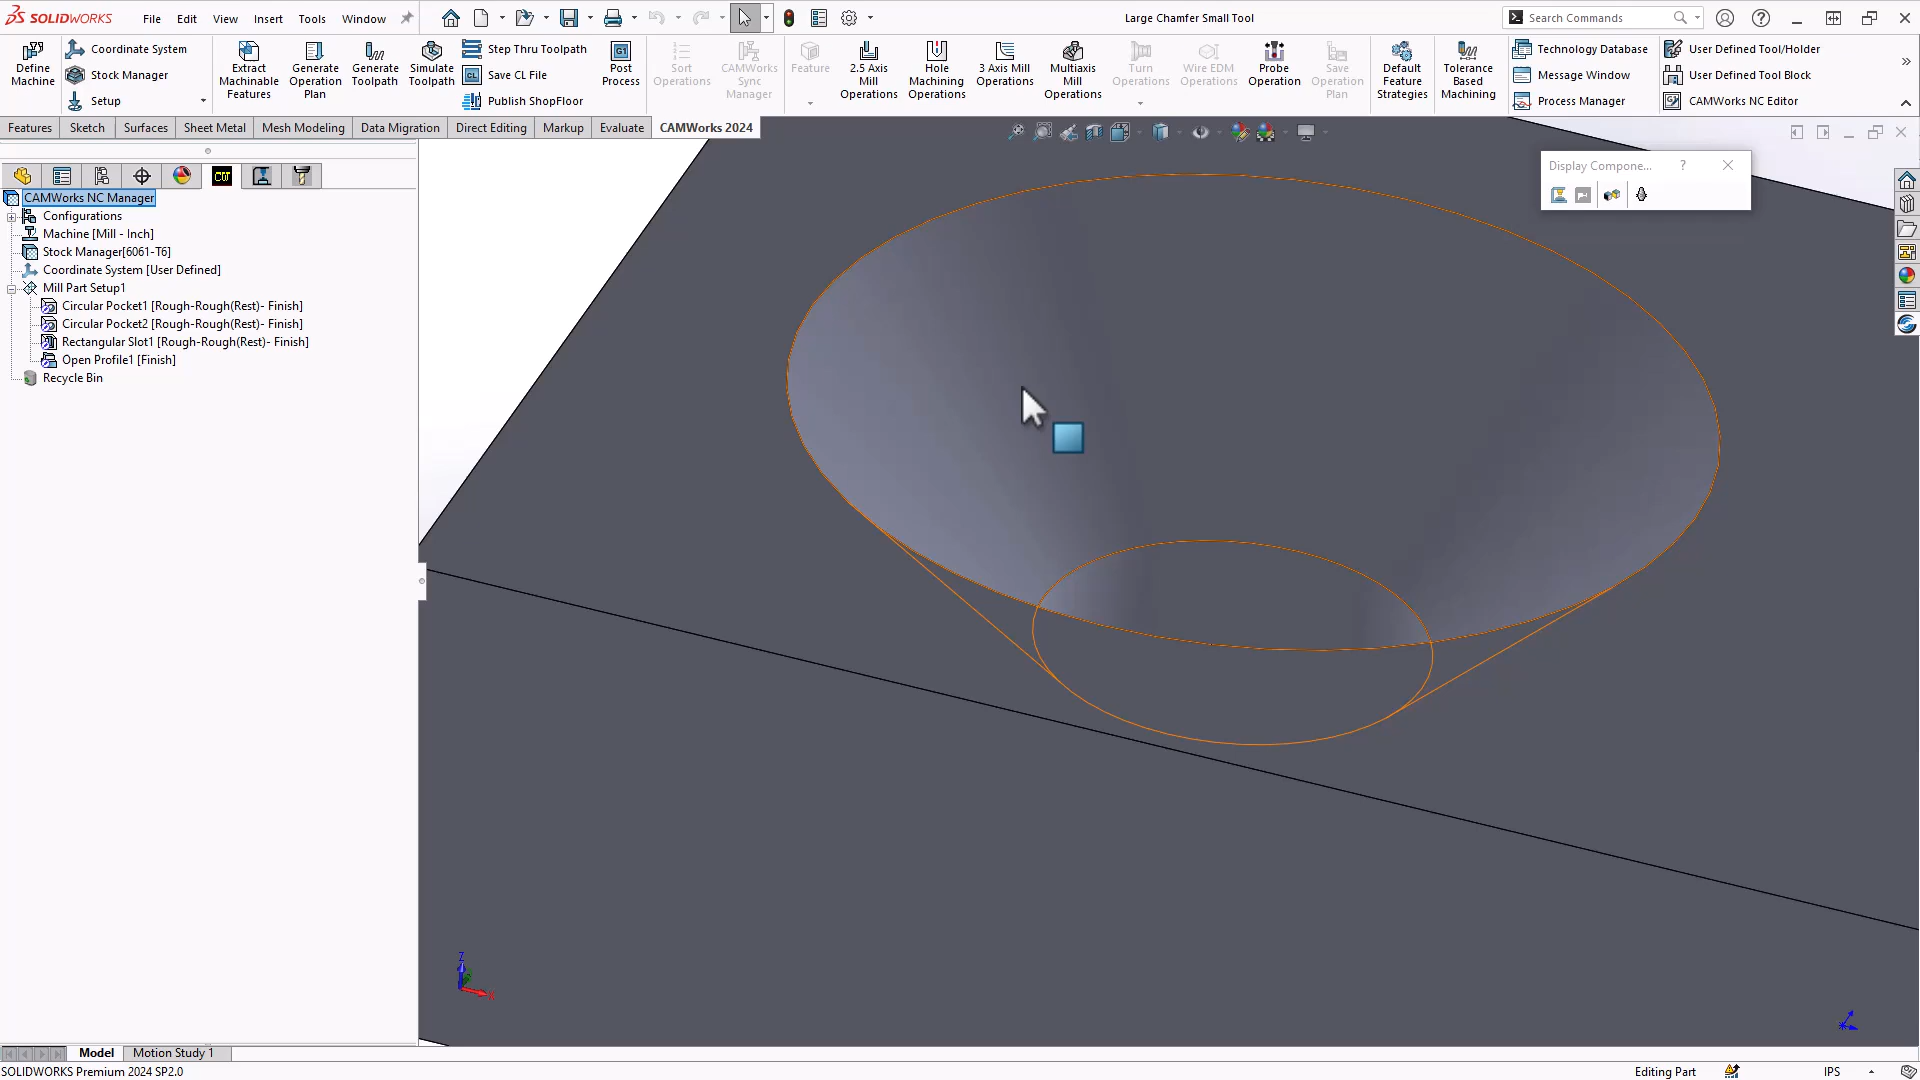 SOLIDWORKS
File
Edit
View
Insert
Tools
Window
Large Chamfer Small Tool
Search Commands
Define Machine
Coordinate System
Stock Manager
Setup
Extract Machinable Features
Generate Operation Plan
Generate Toolpath
Simulate Toolpath
Step Thru Toolpath
Save CL File
Publish ShopFloor
G1
CL
Post Process
Sort Operations
CAMWorks Sync Manager
Feature
2.5 Axis Mill Operations
Hole Machining Operations
3 Axis Mill Operations
Multiaxis Mill Operations
Turn Operations
Wire EDM Operations
Probe Operation
Save Operation Plan
Default Feature Strategies
Tolerance Based Machining
Technology Database
Message Window
Process Manager
User Defined Tool/Holder
User Defined Tool Block
CAMWorks NC Editor
Features
Sketch
Surfaces
Sheet Metal
Mesh Modeling
Data Migration
Direct Editing
Markup
Evaluate
CAMWorks 2024
Display Compone... ?
CW
CAMWorks NC Manager
Configurations
Machine [Mill - Inch]
Stock Manager[6061-T6]
Coordinate System [User Defined]
Mill Part Setup1
Circular Pocket1 [Rough-Rough(Rest)- Finish]
Circular Pocket2 [Rough-Rough(Rest)- Finish]
Rectangular Slot1 [Rough-Rough(Rest)- Finish]
Open Profile1 [Finish]
Recycle Bin
Z
X
Model
Motion Study 1
SOLIDWORKS Premium 2024 SP2.0
Editing Part
IPS